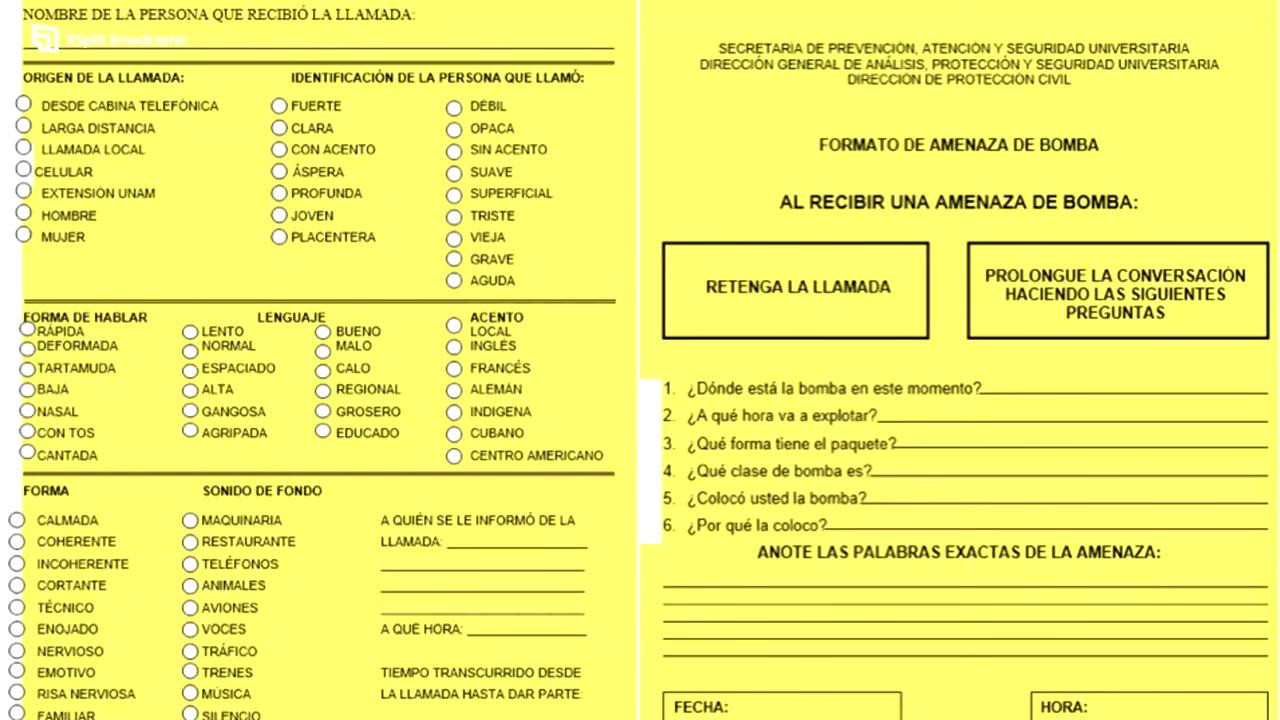 NOMBRE DE LA PERSONA QUE RECIBIÓ LA LLAMADA:
XSplit Broadcaster
ORIGEN DE LA LLAMADA:
DESDE CABINA TELEFÓNICA
LARGA DISTANCIA
LLAMADA LOCAL
CELULAR
EXTENSIÓN UNAM
HOMBRE
MUJER
IDENTIFICACIÓN DE LA PERSONA QUE LLAMÓ:
FUERTE
CLARA
CON ACENTO
ÁSPERA
PROFUNDA
JOVEN
PLACENTERA
DÉBIL
OPACA
SIN ACENTO
SUAVE
SUPERFICIAL
TRISTE
VIEJA
GRAVE
AGUDA
FORMA DE HABLAR
RÁPIDA
DEFORMADA
TARTAMUDA
BAJA
NASAL
CON TOS
CANTADA
LENTO
NORMAL
ESPACIADO
ALTA
GANGOSA
AGRIPADA
LENGUAJE
BUENO
MALO
CALO
REGIONAL
GROSERO
EDUCADO
ACENTO
LOCAL
INGLÉS
FRANCÉS
ALEMÁN
INDIGENA
CUBANO
CENTRO AMERICANO
FORMA
CALMADA
COHERENTE
INCOHERENTE
CORTANTE
TÉCNICO
ENOJADO
NERVIOSO
EMOTIVO
RISA NERVIOSA
FAMILIAR
SONIDO DE FONDO
MAQUINARIA
RESTAURANTE
TELÉFONOS
ANIMALES
AVIONES
VOCES
TRÁFICO
TRENES
MÚSICA
SILENCIO
A QUIÉN SE LE INFORMÓ DE LA
LLAMADA:
A QUÉ HORA:
TIEMPO TRANSCURRIDO DESDE
LA LLAMADA HASTA DAR PARTE:
SECRETARÍA DE PREVENCIÓN, ATENCIÓN Y SEGURIDAD UNIVERSITARIA
DIRECCIÓN GENERAL DE ANÁLISIS, PROTECCIÓN Y SEGURIDAD UNIVERSITARIA
DIRECCIÓN DE PROTECCIÓN CIVIL
FORMATO DE AMENAZA DE BOMBA
AL RECIBIR UNA AMENAZA DE BOMBA:
RETENGA LA LLAMADA
PROLONGUE LA CONVERSACIÓN
HACIENDO LAS SIGUIENTES
PREGUNTAS
1. ¿Dónde está la bomba en este momento?
2. ¿A qué hora va a explotar?
3. ¿Qué forma tiene el paquete?
4. ¿Qué clase de bomba es?
5. ¿Colocó usted la bomba?
6. ¿Por qué la coloco?
ANOTE LAS PALABRAS EXACTAS DE LA AMENAZA:
FECHA:
HORA: